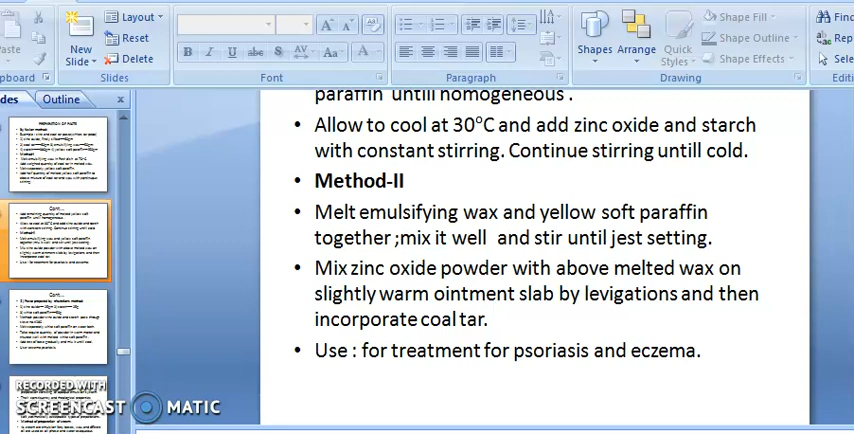 Layout
Find
New
Slide
Reset
Delete
Shapes
Arrange
Quick
Styles
Shape Fill
Shape Outline
Shape Effects
Slides
Font
Paragraph
Drawing
Outline
paraffin untill homogeneous .
• Allow to cool at 30°C and add zinc oxide and starch
with constant stirring. Continue stirring untill cold.
• Method-II
• Melt emulsifying wax and yellow soft paraffin
together ;mix it well and stir until jest setting.
• Mix zinc oxide powder with above melted wax on
slightly warm ointment slab by levigations and then
incorporate coal tar.
• Use : for treatment for psoriasis and eczema.
RECORDED WITH
SCREENCAST MATIC